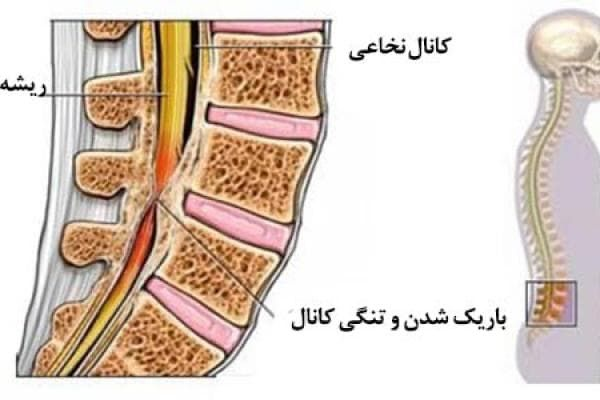 کانال نخاعی
ریشه
باریک شدن و تنگی کانال